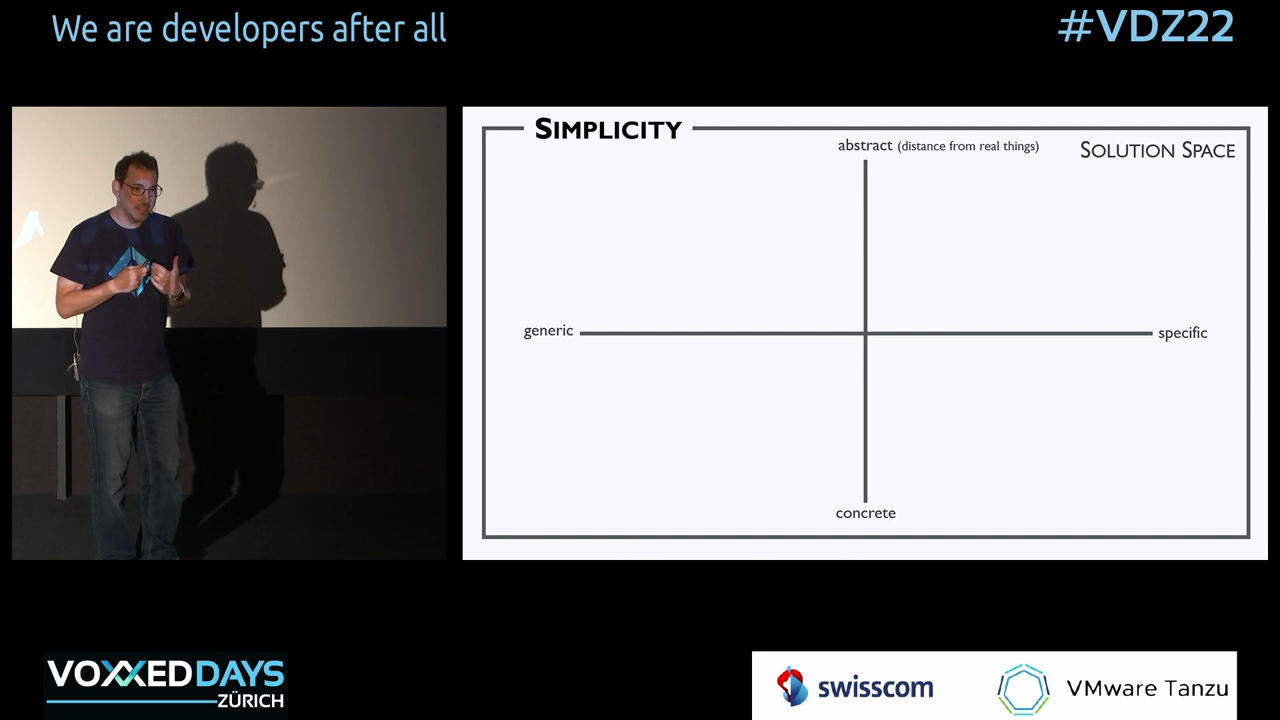 We are developers after all
#VDZ22
SIMPLICITY
abstract (distance from real things)
SOLUTION SPACE
generic
specific
concrete
VOXXED DAYS
ZÜRICH
swisscom
VMware Tanzu